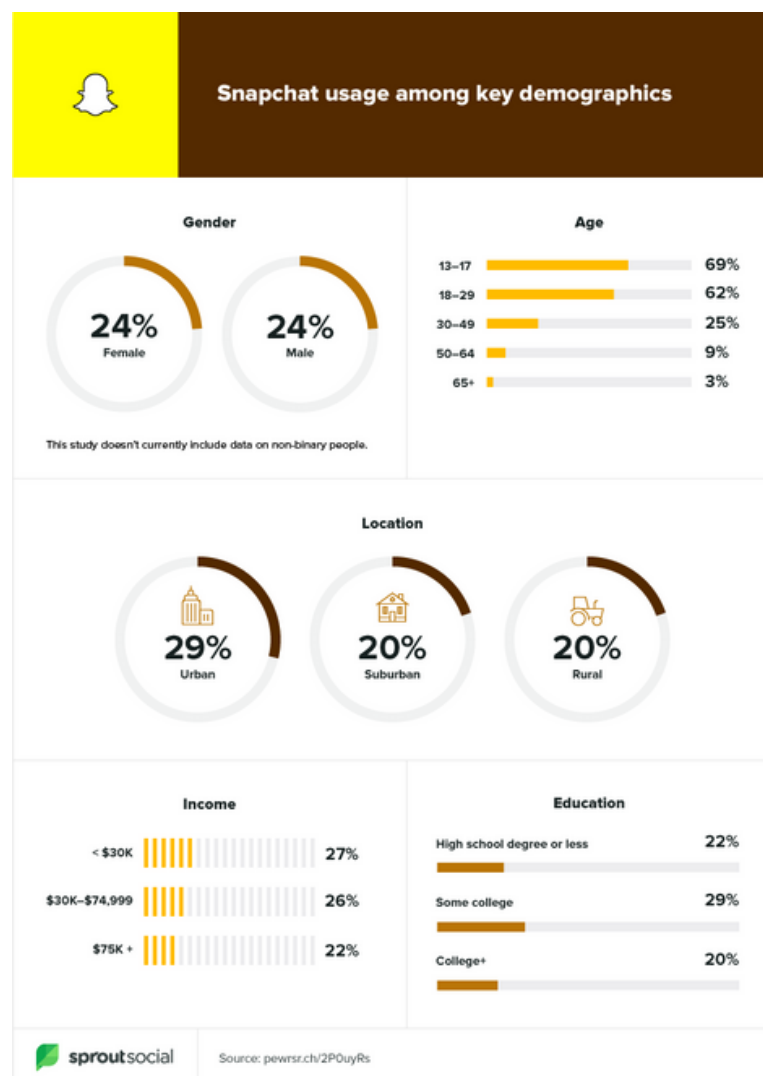 Snapchat usage among key demographics
Gender
24%
Female
24%
Male
This study doesn't currently include data on non-binary people.
Age
13–17 69%
18–29 62%
30–49 25%
50–64 9%
65+ 3%
Location
29%
Urban
20%
Suburban
20%
Rural
Income
< $30K 27%
$30K–$74,999 26%
$75K + 22%
Education
High school degree or less 22%
Some college 29%
College+ 20%
sproutsocial
Source: pewrsr.ch/2P0uyRs